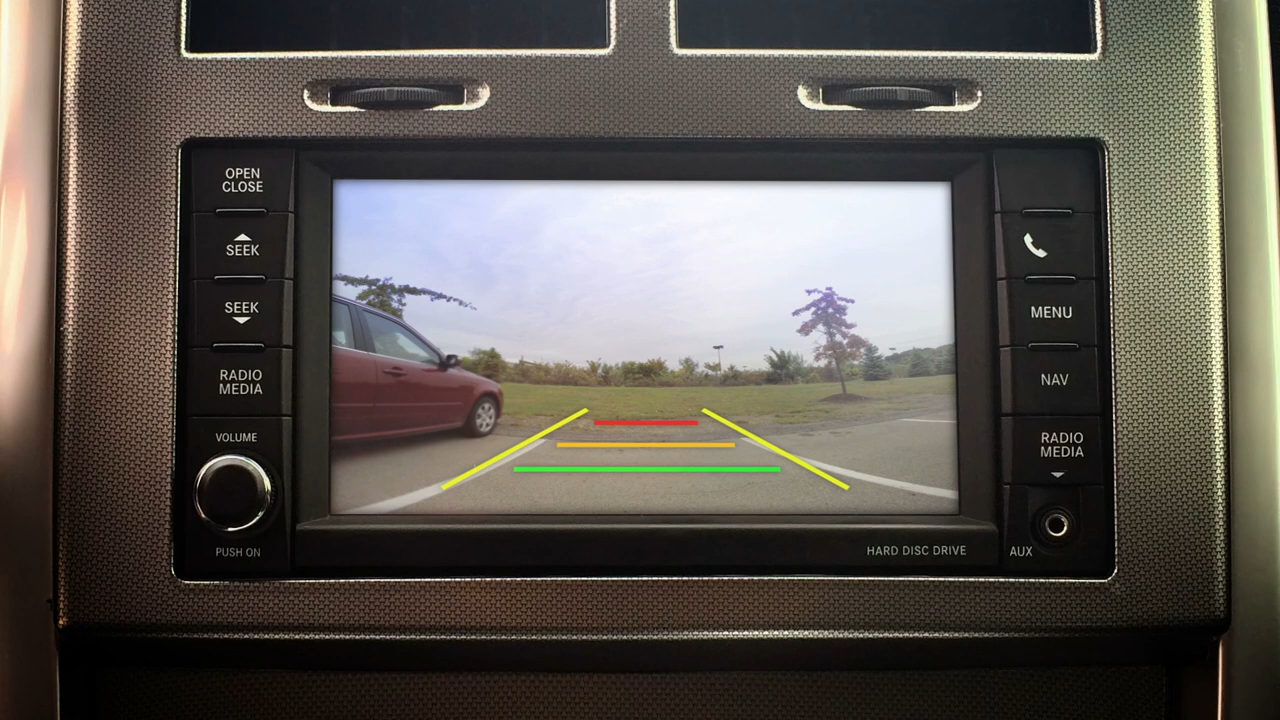 OPEN
CLOSE
SEEK
SEEK
RADIO
MEDIA
VOLUME
PUSH ON
MENU
NAV
RADIO
MEDIA
AUX
HARD DISC DRIVE